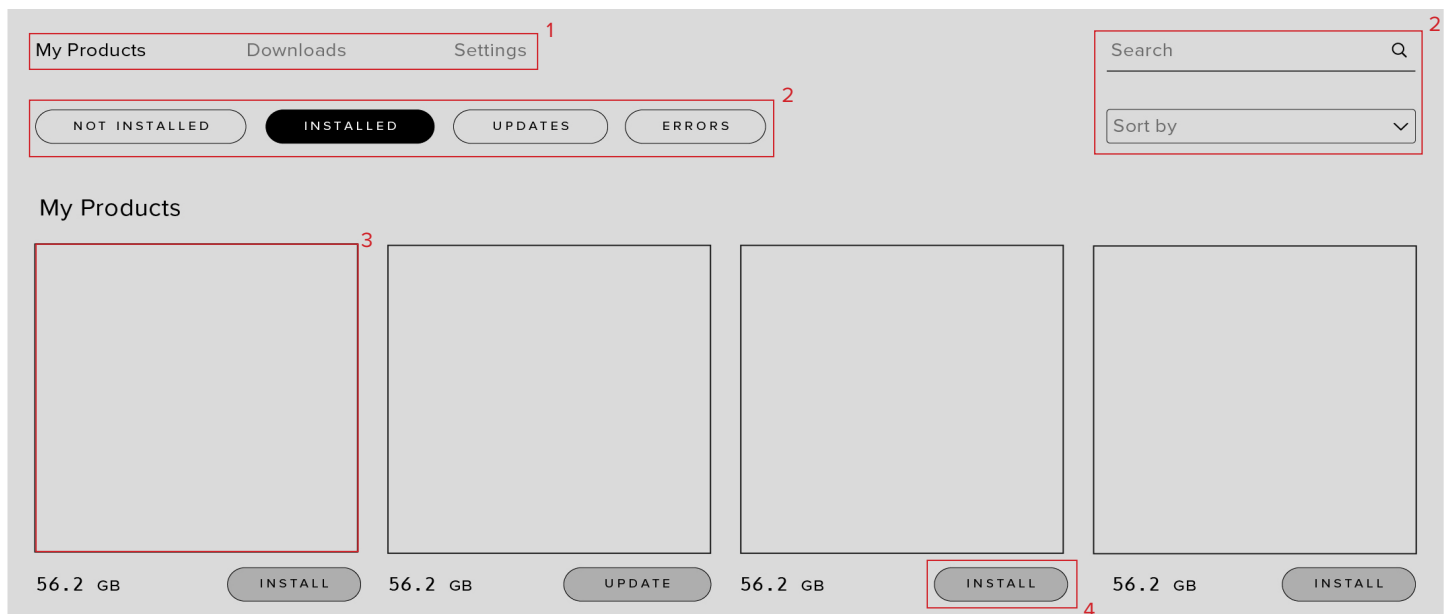 1
2
My Products Downloads Settings
Search
2
NOT INSTALLED INSTALLED UPDATES ERRORS
Sort by
My Products
3
56.2 GB INSTALL 56.2 GB UPDATE 56.2 GB INSTALL 56.2 GB INSTALL
4